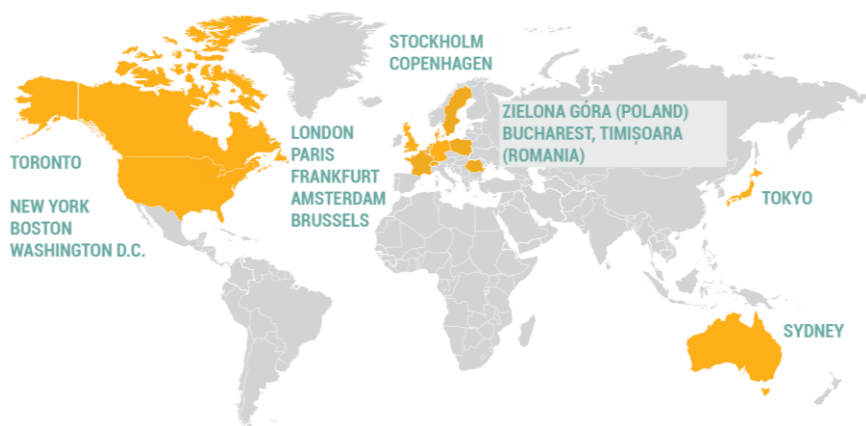 STOCKHOLM
COPENHAGEN
ZIELONA GÓRA (POLAND)
BUCHAREST, TIMIȘOARA
(ROMANIA)
LONDON
PARIS
FRANKFURT
AMSTERDAM
BRUSSELS
TORONTO
NEW YORK
BOSTON
WASHINGTON D.C.
TOKYO
SYDNEY